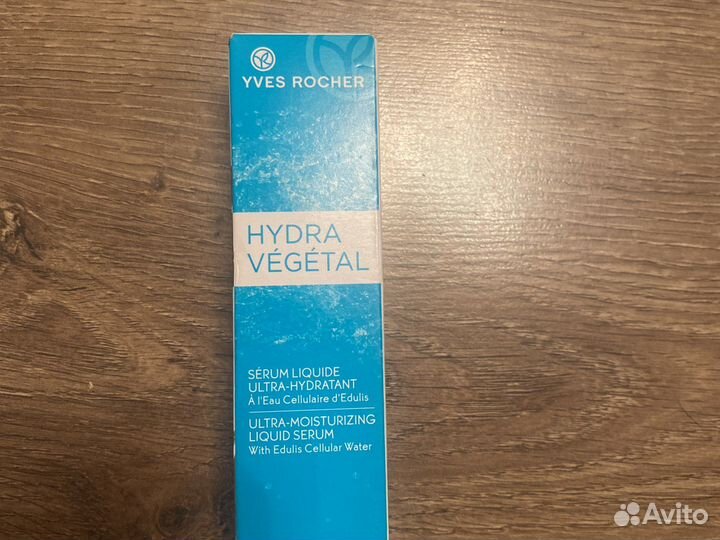 YVES ROCHER
HYDRA
VÉGÉTAL
SÉRUM LIQUIDE
ULTRA-HYDRATANT
À l'Eau Cellulaire d'Edulis
ULTRA-MOISTURIZING
LIQUID SERUM
With Edulis Cellular Water
Avito